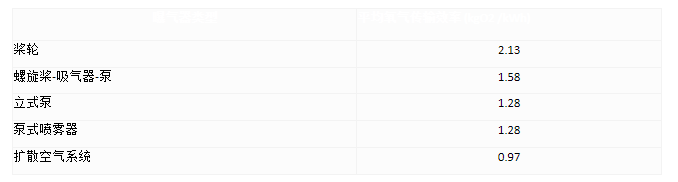 桨轮 2.13
螺旋桨-吸气器-泵 1.58
立式泵 1.28
泵式喷雾器 1.28
扩散空气系统 0.97